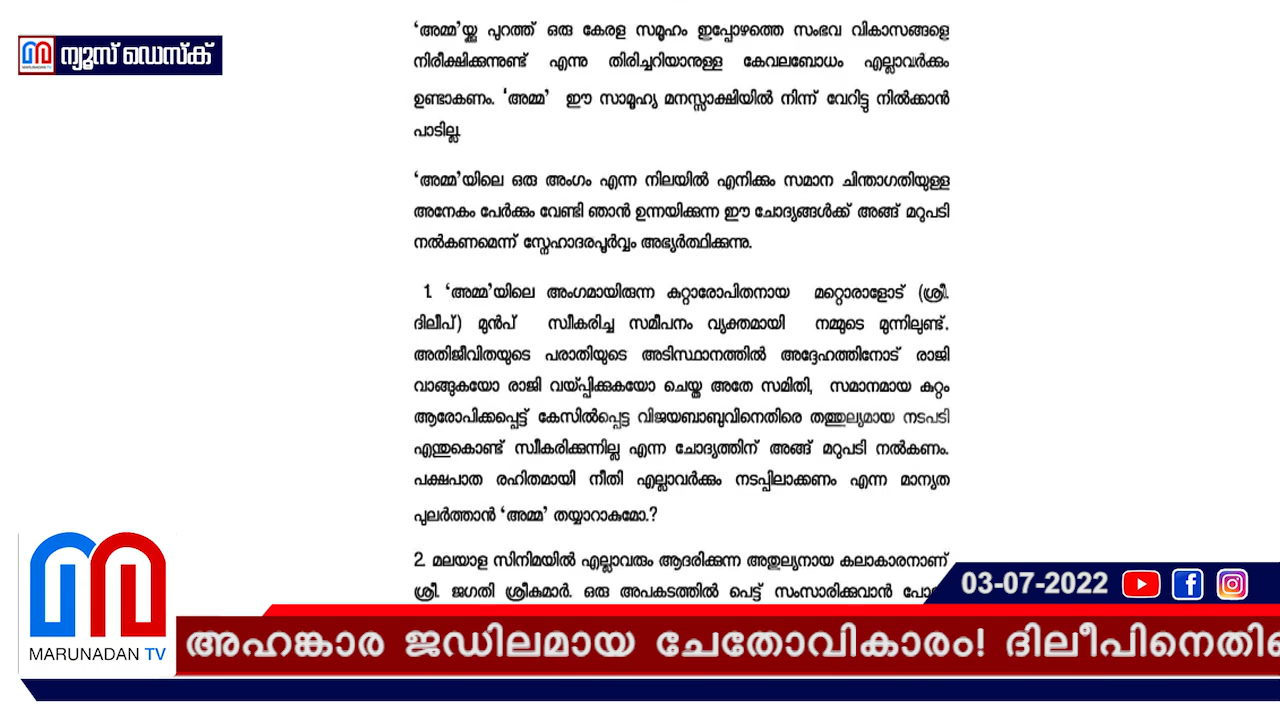 ‘അമ്മ’യ്ക്കു പുറത്ത് ഒരു കേരള സമൂഹം ഇപ്പോഴത്തെ സംഭവ വികാസങ്ങളെ
നിരീക്ഷിക്കുന്നുണ്ട് എന്നു തിരിച്ചറിയാനുള്ള കേവലബോധം എല്ലാവർക്കും
ഉണ്ടാകണം. ‘അമ്മ’ ഈ സാമൂഹ്യ മനസ്സാക്ഷിയിൽ നിന്ന് വേറിട്ടു നിൽക്കാൻ
പാടില്ല.
‘അമ്മ’യിലെ ഒരു അംഗം എന്ന നിലയിൽ എനിക്കും സമാന ചിന്താഗതിയുള്ള
അനേകം പേർക്കും വേണ്ടി ഞാൻ ഉന്നയിക്കുന്ന ഈ ചോദ്യങ്ങൾക്ക് അങ്ങ് മറുപടി
നൽകണമെന്ന് സ്നേഹാദരപൂർവ്വം അഭ്യർത്ഥിക്കുന്നു.
1. ‘അമ്മ’യിലെ അംഗമായിരുന്ന കുറ്റാരോപിതനായ മറ്റൊരാളോട് (ശ്രീ.
ദിലീപ്) മുൻപ് സ്വീകരിച്ച സമീപനം വ്യക്തമായി നമ്മുടെ മുന്നിലുണ്ട്.
അതിജീവിതയുടെ പരാതിയുടെ അടിസ്ഥാനത്തിൽ അദ്ദേഹത്തിനോട് രാജി
വാങ്ങുകയോ രാജി വയ്പ്പിക്കുകയോ ചെയ്ത അതേ സമിതി, സമാനമായ കുറ്റം
ആരോപിക്കപ്പെട്ട് കേസിൽപ്പെട്ട വിജയബാബുവിനെതിരെ തത്തുല്യമായ നടപടി
എന്തുകൊണ്ട് സ്വീകരിക്കുന്നില്ല എന്ന ചോദ്യത്തിന് അങ്ങ് മറുപടി നൽകണം.
പക്ഷപാത രഹിതമായി നീതി എല്ലാവർക്കും നടപ്പിലാക്കണം എന്ന മാന്യത
പുലർത്താൻ ‘അമ്മ’ തയ്യാറാകുമോ.?
2. മലയാള സിനിമയിൽ എല്ലാവരും ആദരിക്കുന്ന അതുല്യനായ കലാകാരനാണ്
ശ്രീ. ജഗതി ശ്രീകുമാർ. ഒരു അപകടത്തിൽ പെട്ട് സംസാരിക്കുവാൻ
MARUNADAN TV
ന്യൂസ് ഡെസ്ക്
03-07-2022
MARUNADAN TV
അഹങ്കാര ജഡിലമായ ചേതോവികാരം! ദിലീപിനെതി